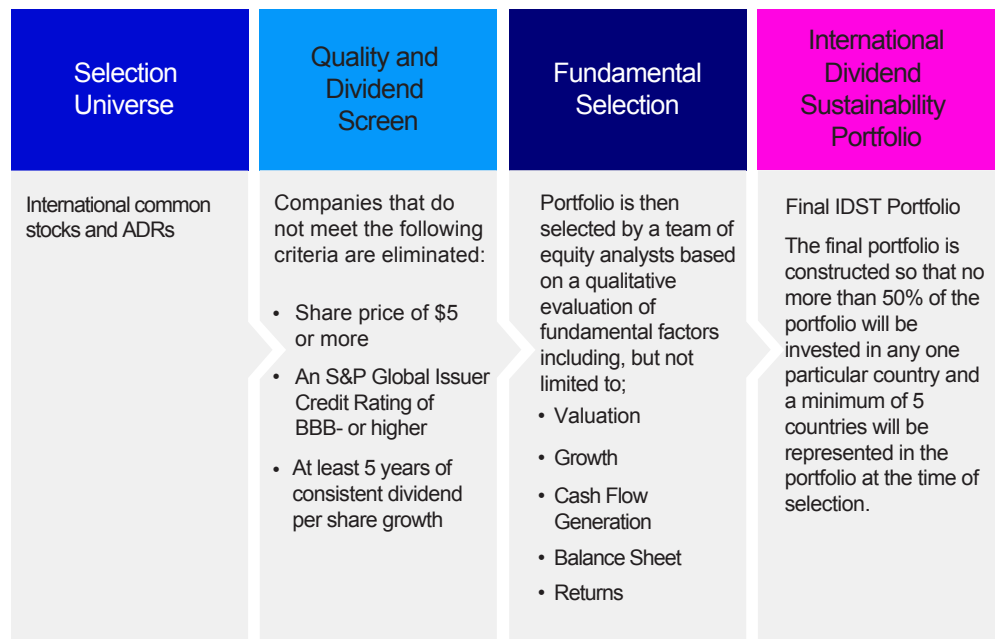 Selection
Universe
International common
stocks and ADRs
Quality and
Dividend
Screen
Companies that do
not meet the following
criteria are eliminated:
• Share price of $5
or more
• An S&P Global Issuer
Credit Rating of
BBB- or higher
• At least 5 years of
consistent dividend
per share growth
Fundamental
Selection
Portfolio is then
selected by a team of
equity analysts based
on a qualitative
evaluation of
fundamental factors
including, but not
limited to;
• Valuation
• Growth
• Cash Flow
Generation
• Balance Sheet
• Returns
International
Dividend
Sustainability
Portfolio
Final IDST Portfolio
The final portfolio is
constructed so that no
more than 50% of the
portfolio will be
invested in any one
particular country and
a minimum of 5
countries will be
represented in the
portfolio at the time of
selection.